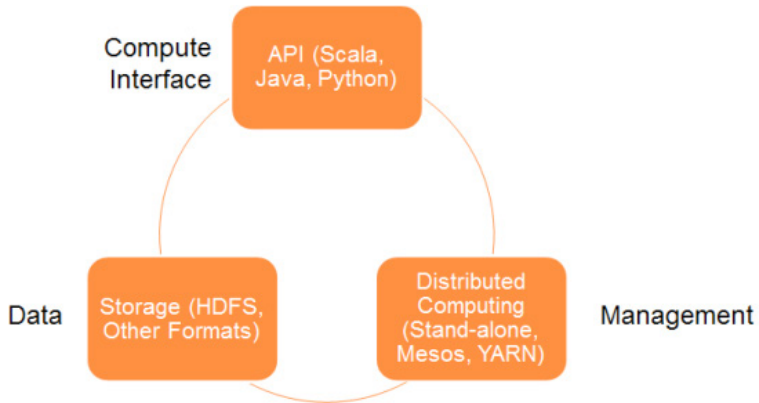 Compute
Interface
API (Scala,
Java, Python)
Data
Storage (HDFS,
Other Formats)
Distributed
Computing
(Stand-alone,
Mesos, YARN)
Management